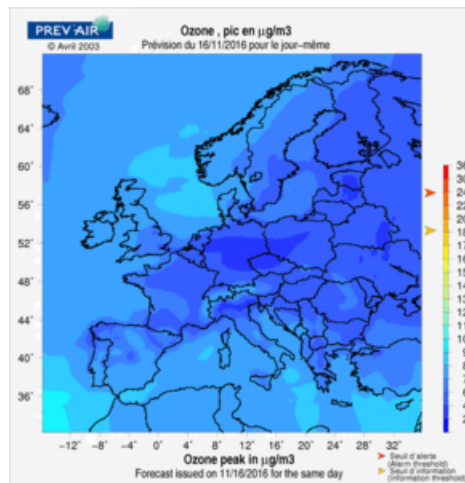 PREV'AIR
© Avril 2003
Ozone , pic en µg/m3
Prévision du 16/11/2016 pour le jour-même
68°
64°
60°
56°
52°
48°
44°
40°
36°
-12° -8° -4° 0° 4° 8° 12° 16° 20° 24° 28° 32°
Ozone peak in µg/m3
Forecast issued on 11/16/2016 for the same day
Seuil d'alerte
(Alarm threshold)
Seuil d'information
(Information threshold)